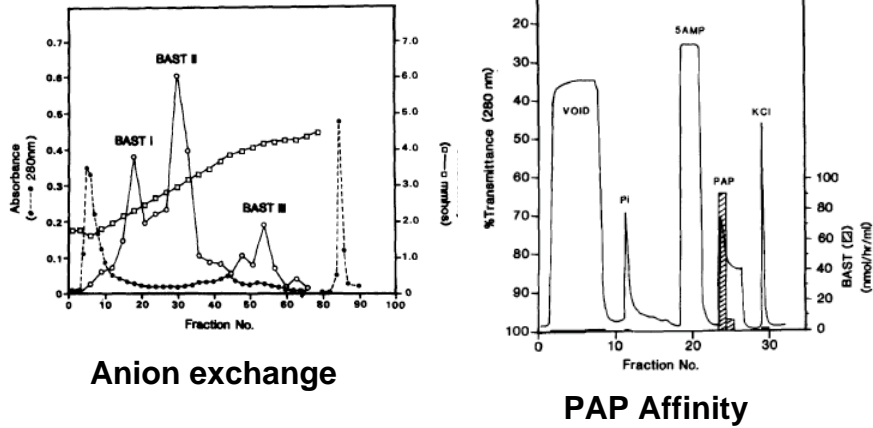 0.7
0.6
0.5
0.4
0.3
0.2
0.1
0
7.0
6.0
5.0
4.0
3.0
2.0
1.0
0
BAST I
BAST II
BAST III
Absorbance
(●--● 280nm)
(□—□ mmhos)
0 10 20 30 40 50 60 70 80 90 100
Fraction No.
Anion exchange
20
30
40
50
60
70
80
90
100
%Transmittance (280 nm)
VOID
Pi
5AMP
PAP
KCl
100
80
60
40
20
0
BAST (▨)
(nmol/hr/ml)
0 10 20 30
Fraction No.
PAP Affinity